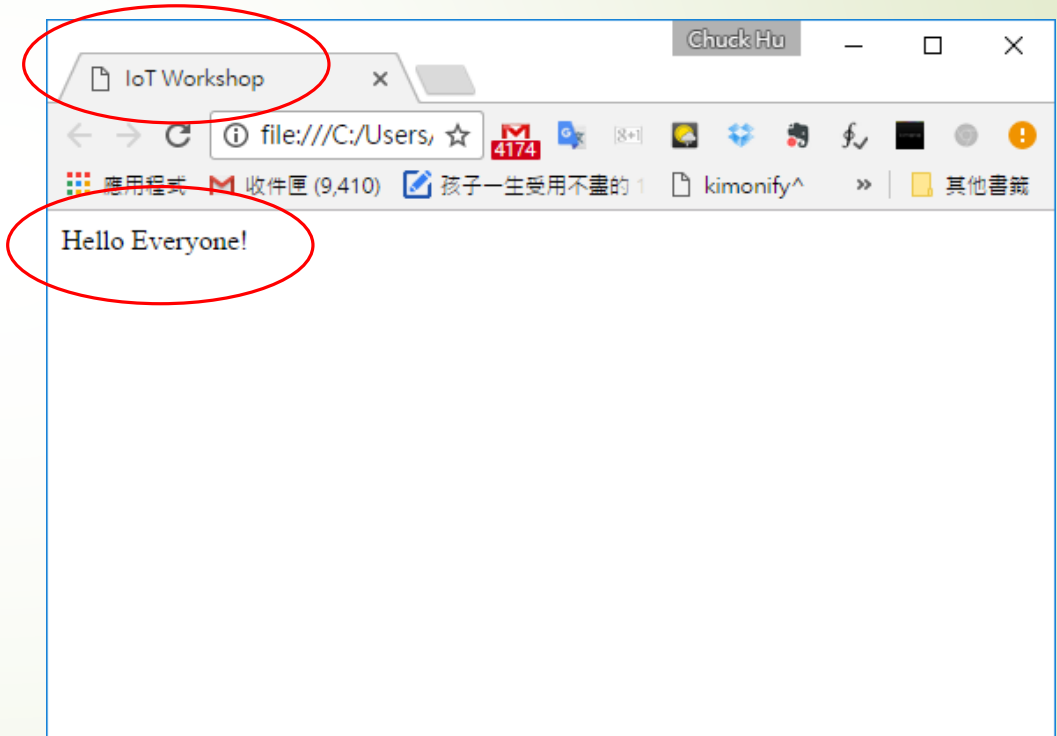 Chuck Hu
IoT Workshop
file:///C:/Users,
4174
應用程式 收件匣 (9,410) 孩子一生受用不盡的 1 kimonify^ » 其他書籤
Hello Everyone!